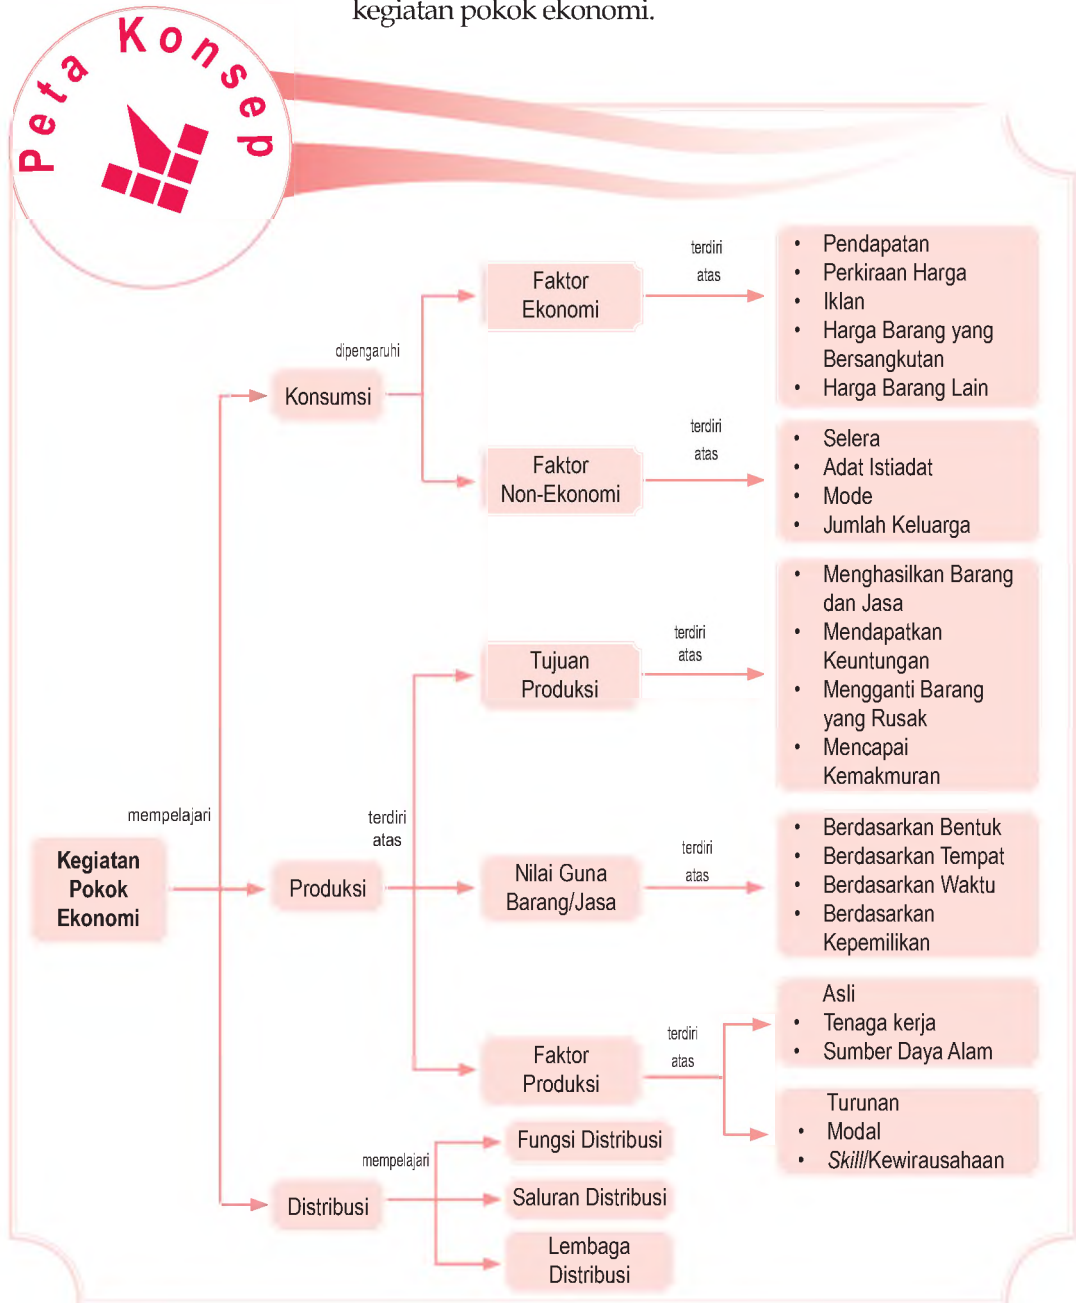 kegiatan pokok ekonomi.
Peta Konsep
terdiri
atas
Faktor
Ekonomi
• Pendapatan
• Perkiraan Harga
• Iklan
• Harga Barang yang
Bersangkutan
• Harga Barang Lain
dipengaruhi
Konsumsi
terdiri
atas
Faktor
Non-Ekonomi
• Selera
• Adat Istiadat
• Mode
• Jumlah Keluarga
terdiri
atas
Tujuan
Produksi
• Menghasilkan Barang
dan Jasa
• Mendapatkan
Keuntungan
• Mengganti Barang
yang Rusak
• Mencapai
Kemakmuran
mempelajari
Kegiatan
Pokok
Ekonomi
terdiri
atas
Produksi
Nilai Guna
Barang/Jasa
terdiri
atas
• Berdasarkan Bentuk
• Berdasarkan Tempat
• Berdasarkan Waktu
• Berdasarkan
Kepemilikan
Faktor
Produksi
terdiri
atas
Asli
• Tenaga kerja
• Sumber Daya Alam
Turunan
• Modal
• Skill/Kewirausahaan
mempelajari
Distribusi
Fungsi Distribusi
Saluran Distribusi
Lembaga
Distribusi